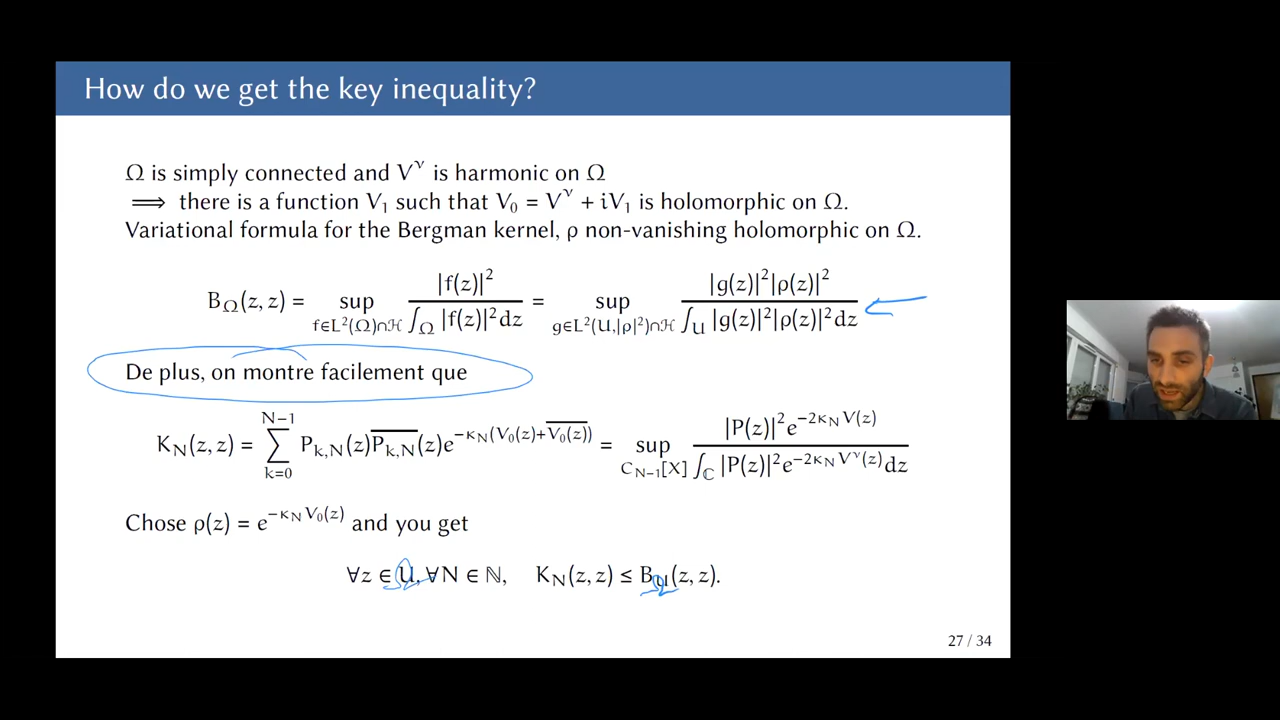 How do we get the key inequality?
Ω is simply connected and V^ν is harmonic on Ω
⟹ there is a function V₁ such that V₀ = V^ν + iV₁ is holomorphic on Ω.
Variational formula for the Bergman kernel, ρ non-vanishing holomorphic on Ω.
B_Ω(z, z) = sup_{f∈L²(Ω)∩ℋ} |f(z)|² / ∫_Ω |f(z)|²dz = sup_{g∈L²(U,|ρ|²)∩ℋ} |g(z)|²|ρ(z)|² / ∫_U |g(z)|²|ρ(z)|²dz
De plus, on montre facilement que
K_N(z, z) = ∑_{k=0}^{N−1} P_{k,N}(z)\overline{P_{k,N}}(z)e^{−κ_N(V₀(z)+\overline{V₀(z)})} = sup_{C_{N−1}[X]} |P(z)|²e^{−2κ_N V(z)} / ∫_ℂ |P(z)|²e^{−2κ_N V^ν(z)}dz
Chose ρ(z) = e^{−κ_N V₀(z)} and you get
∀z ∈ U, ∀N ∈ ℕ, K_N(z, z) ≤ B_U(z, z).
27 / 34